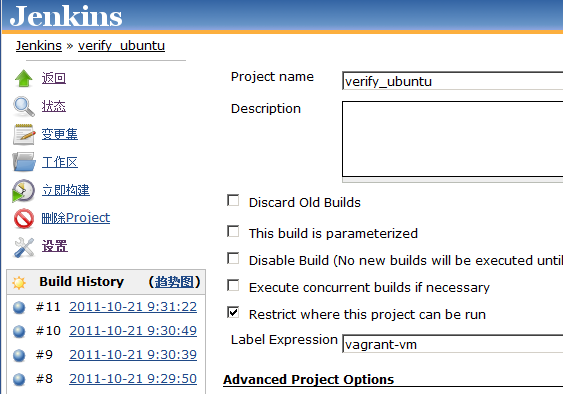 Jenkins
Jenkins » verify_ubuntu
返回
状态
变更集
工作区
立即构建
删除Project
设置
Build History (趋势图)
#11 2011-10-21 9:31:22
#10 2011-10-21 9:30:49
#9 2011-10-21 9:30:39
#8 2011-10-21 9:29:50
Project name verify_ubuntu
Description
Discard Old Builds
This build is parameterized
Disable Build (No new builds will be executed until
Execute concurrent builds if necessary
Restrict where this project can be run
Label Expression vagrant-vm
Advanced Project Options